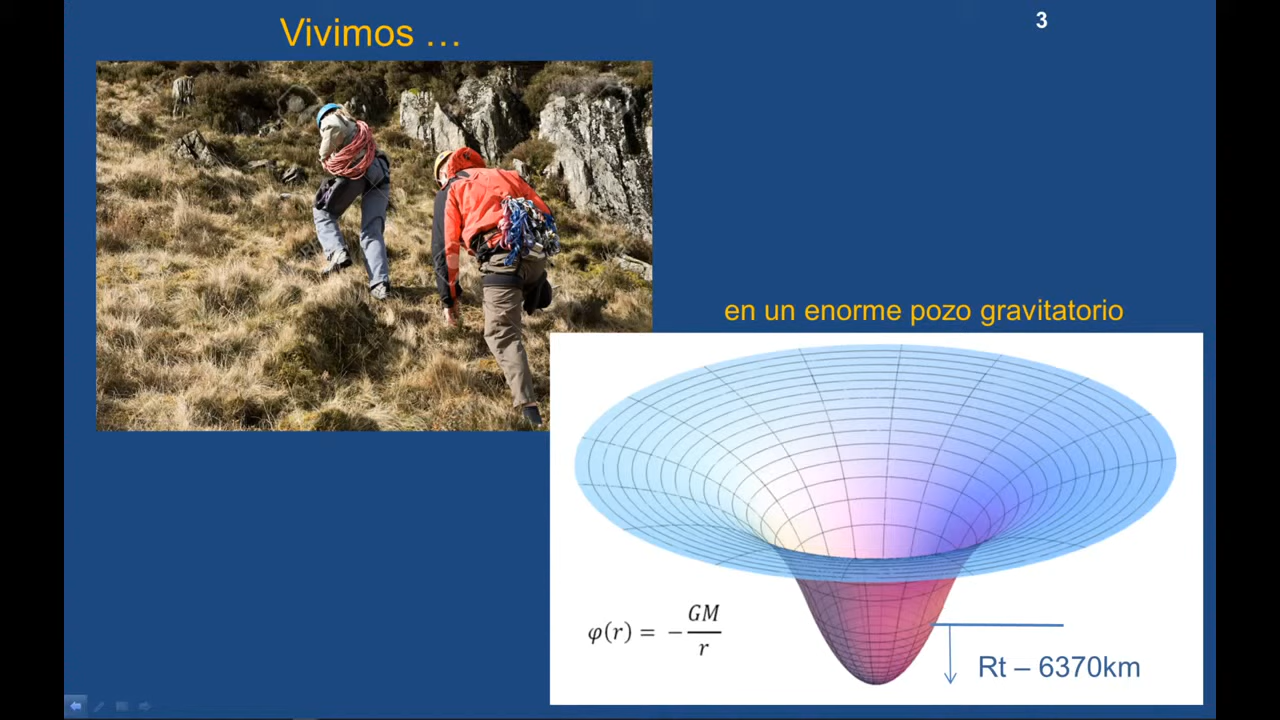 Vivimos …
3
en un enorme pozo gravitatorio
φ(r) = − GM
r
Rt – 6370km